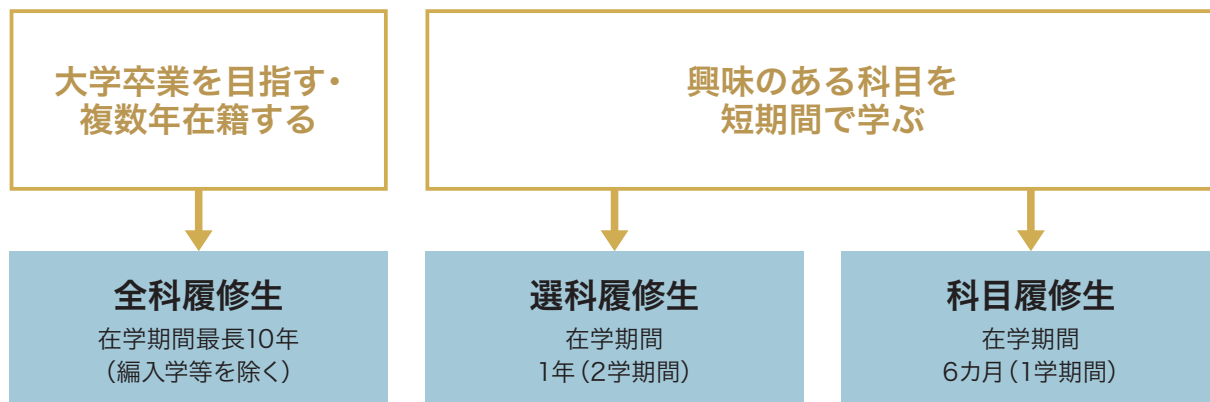 大学卒業を目指す・
複数年在籍する
興味のある科目を
短期間で学ぶ
全科履修生
在学期間最長10年
（編入学等を除く）
選科履修生
在学期間
1年（2学期間）
科目履修生
在学期間
6カ月（1学期間）